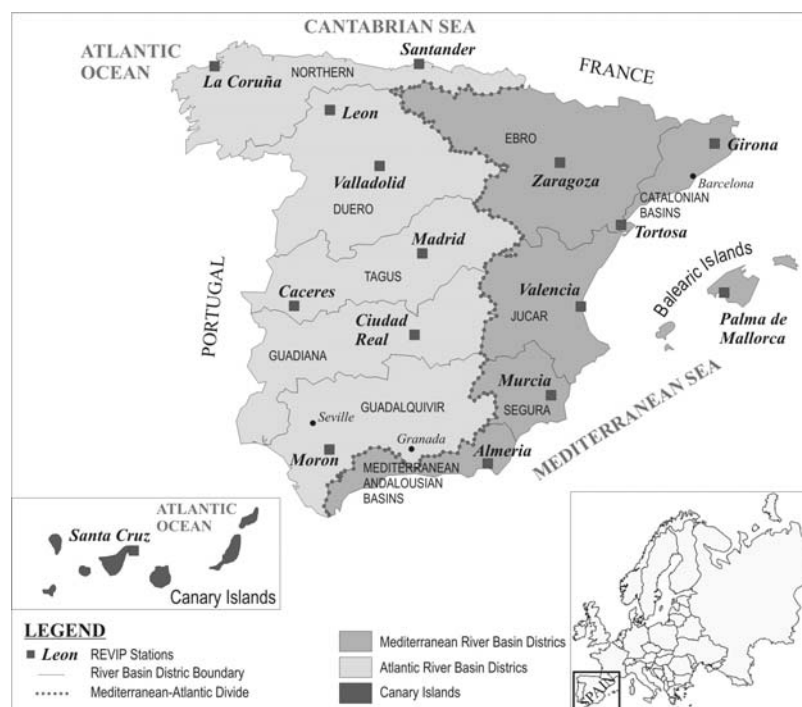 CANTABRIAN SEA
ATLANTIC
OCEAN
Santander
FRANCE
La Coruña
NORTHERN
Leon
EBRO
Girona
Valladolid
Zaragoza
Barcelona
DUERO
CATALONIAN
BASINS
Madrid
Tortosa
TAGUS
Balearic Islands
PORTUGAL
Caceres
Valencia
JUCAR
Ciudad
Real
Palma de
Mallorca
GUADIANA
Murcia
SEGURA
GUADALQUIVIR
Seville
MEDITERRANEAN SEA
Granada
Moron
Almeria
MEDITERRANEAN
ANDALOUSIAN
BASINS
ATLANTIC
OCEAN
Santa Cruz
Canary Islands
LEGEND
Leon REVIP Stations
River Basin Distric Boundary
Mediterranean-Atlantic Divide
Mediterranean River Basin Districs
Atlantic River Basin Districs
Canary Islands
SPAIN